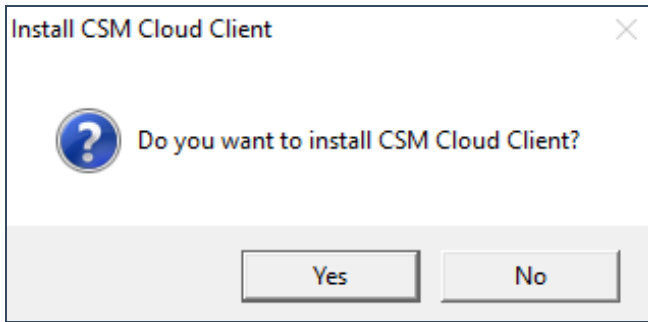 Install CSM Cloud Client
Do you want to install CSM Cloud Client?
Yes No